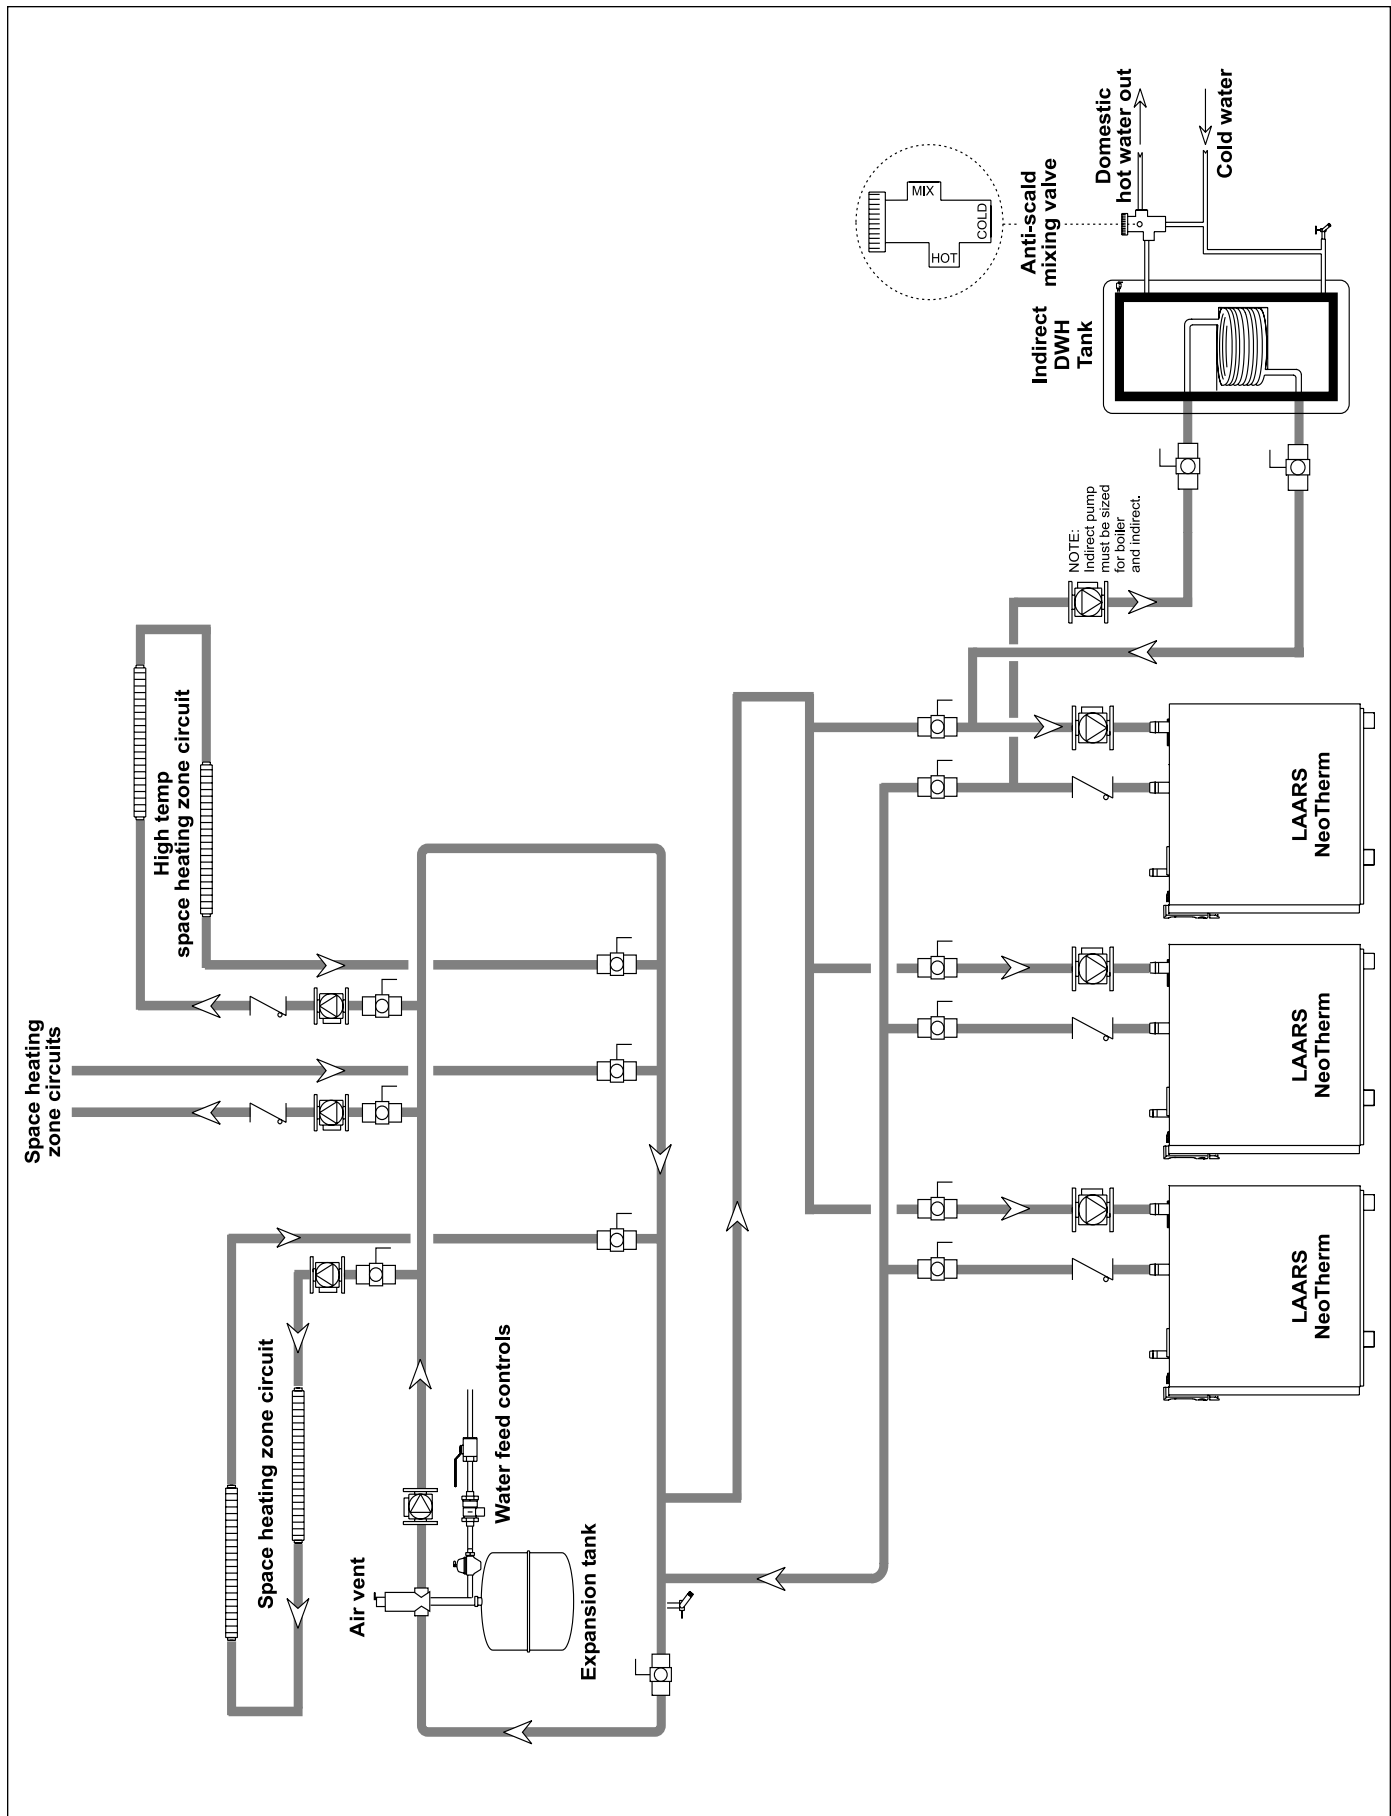 Space heating
zone circuits
High temp
space heating zone circuit
Space heating zone circuit
Air vent
Water feed controls
Expansion tank
MIX
HOT
COLD
Anti-scald
mixing valve
Domestic
hot water out
Cold water
Indirect
DWH
Tank
NOTE:
Indirect pump
must be sized
for boiler
and indirect.
LAARS
NeoTherm
LAARS
NeoTherm
LAARS
NeoTherm